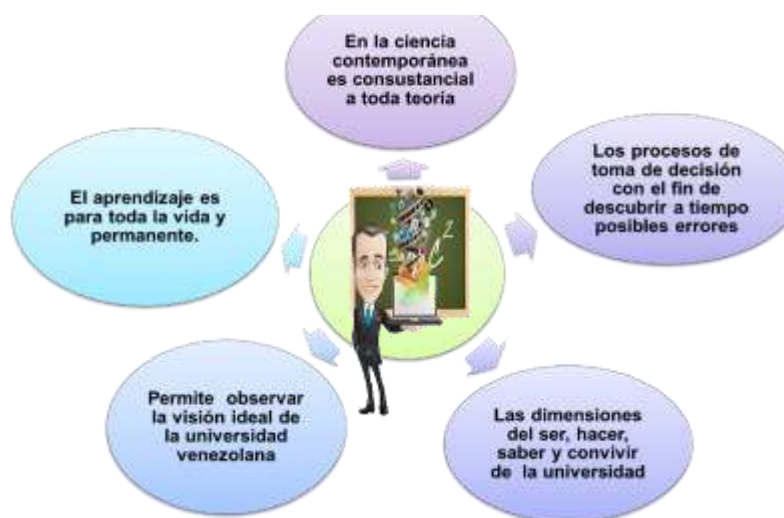 En la ciencia
contemporánea
es consustancial
a toda teoría
Los procesos de
toma de decisión
con el fin de
descubrir a tiempo
posibles errores
Las dimensiones
del ser, hacer,
saber y convivir
de la universidad
Permite observar
la visión ideal de
la universidad
venezolana
El aprendizaje es
para toda la vida y
permanente.